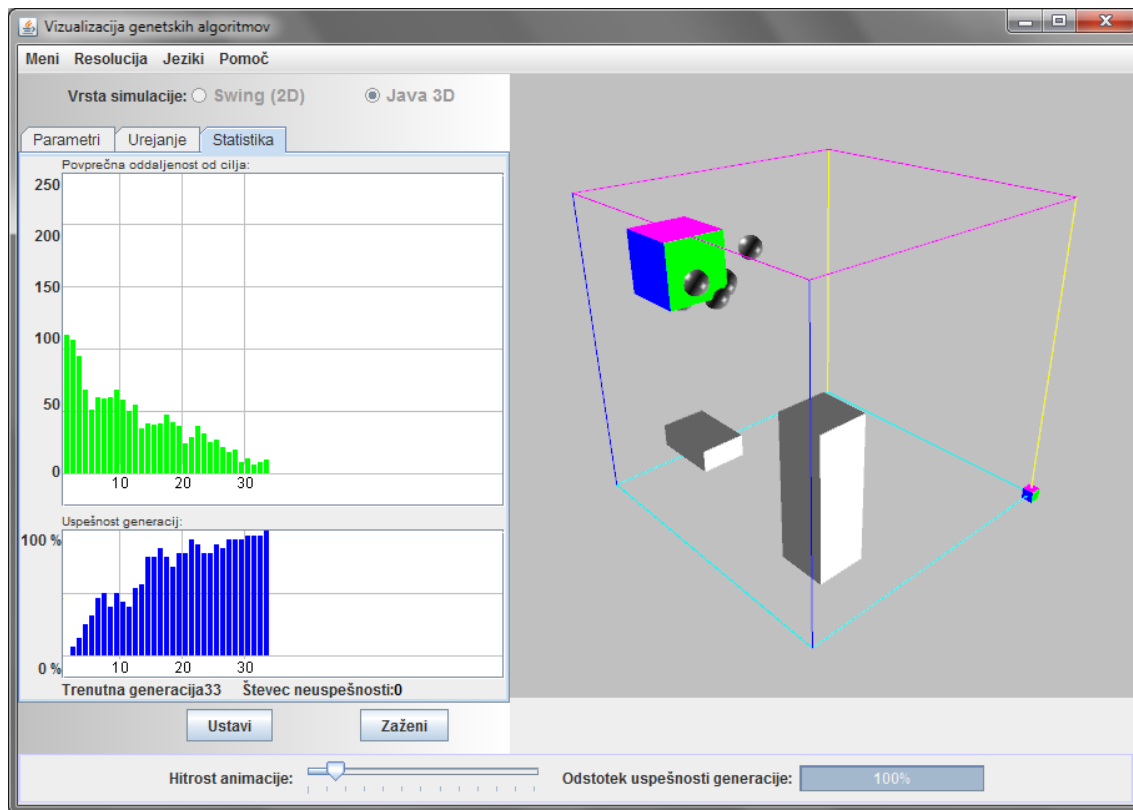 Vizualizacija genetskih algoritmov
Meni Resolucija Jeziki Pomoč
Vrsta simulacije: Swing (2D) Java 3D
Parametri Urejanje Statistika
Povprečna oddaljenost od cilja:
250
200
150
100
50
0
10 20 30
Uspešnost generacij:
100 %
0 %
10 20 30
Trenutna generacija33 Števec neuspešnosti:0
Ustavi Zaženi
Hitrost animacije: Odstotek uspešnosti generacije: 100%